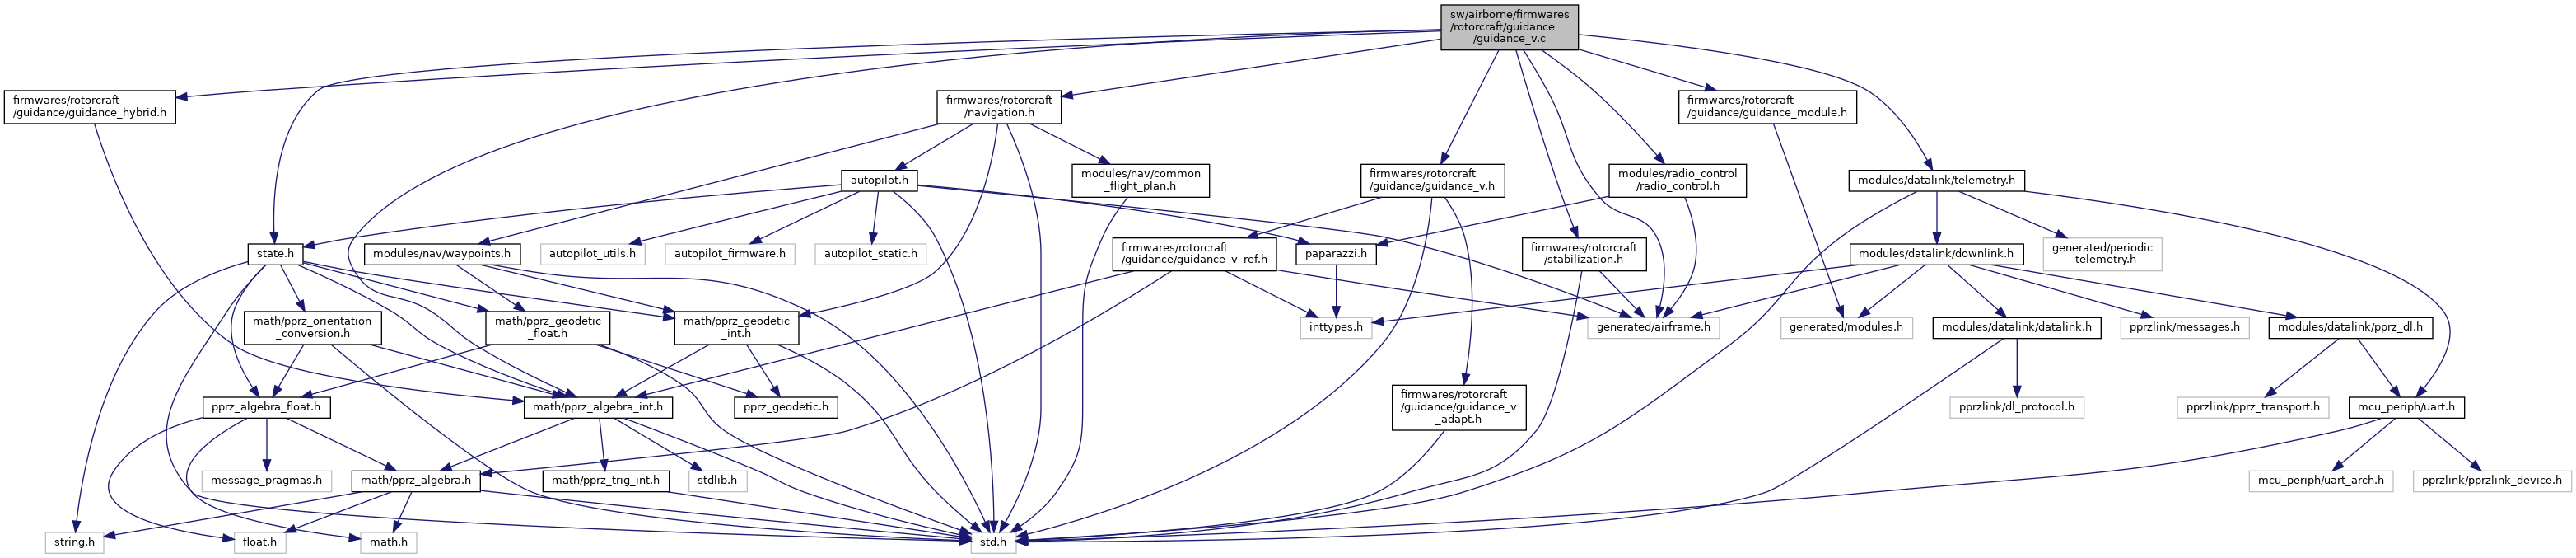 sw/airborne/firmwares
/rotorcraft/guidance
/guidance_v.c
firmwares/rotorcraft
/guidance/guidance_hybrid.h
firmwares/rotorcraft
/navigation.h
firmwares/rotorcraft
/guidance/guidance_module.h
autopilot.h
modules/nav/common
_flight_plan.h
firmwares/rotorcraft
/guidance/guidance_v.h
modules/radio_control
/radio_control.h
modules/datalink/telemetry.h
state.h
modules/nav/waypoints.h
autopilot_utils.h
autopilot_firmware.h
autopilot_static.h
firmwares/rotorcraft
/guidance/guidance_v_ref.h
paparazzi.h
firmwares/rotorcraft
/stabilization.h
modules/datalink/downlink.h
generated/periodic
_telemetry.h
math/pprz_orientation
_conversion.h
math/pprz_geodetic
_float.h
math/pprz_geodetic
_int.h
inttypes.h
generated/airframe.h
generated/modules.h
modules/datalink/datalink.h
pprzlink/messages.h
modules/datalink/pprz_dl.h
pprz_algebra_float.h
math/pprz_algebra_int.h
pprz_geodetic.h
firmwares/rotorcraft
/guidance/guidance_v
_adapt.h
pprzlink/dl_protocol.h
pprzlink/pprz_transport.h
mcu_periph/uart.h
message_pragmas.h
math/pprz_algebra.h
math/pprz_trig_int.h
stdlib.h
mcu_periph/uart_arch.h
pprzlink/pprzlink_device.h
string.h
float.h
math.h
std.h